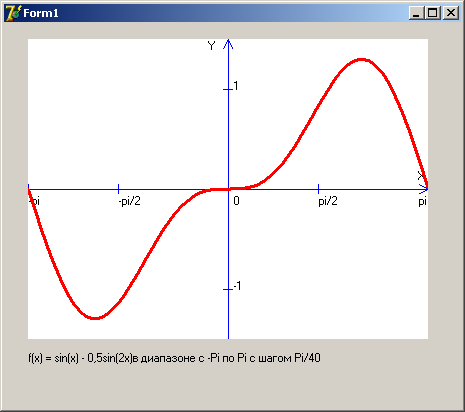 Form1
Y
1
X
-pi -pi/2 0 pi/2 pi
-1
f(x) = sin(x) - 0,5sin(2x)в диапазоне с -Pi по Pi с шагом Pi/40